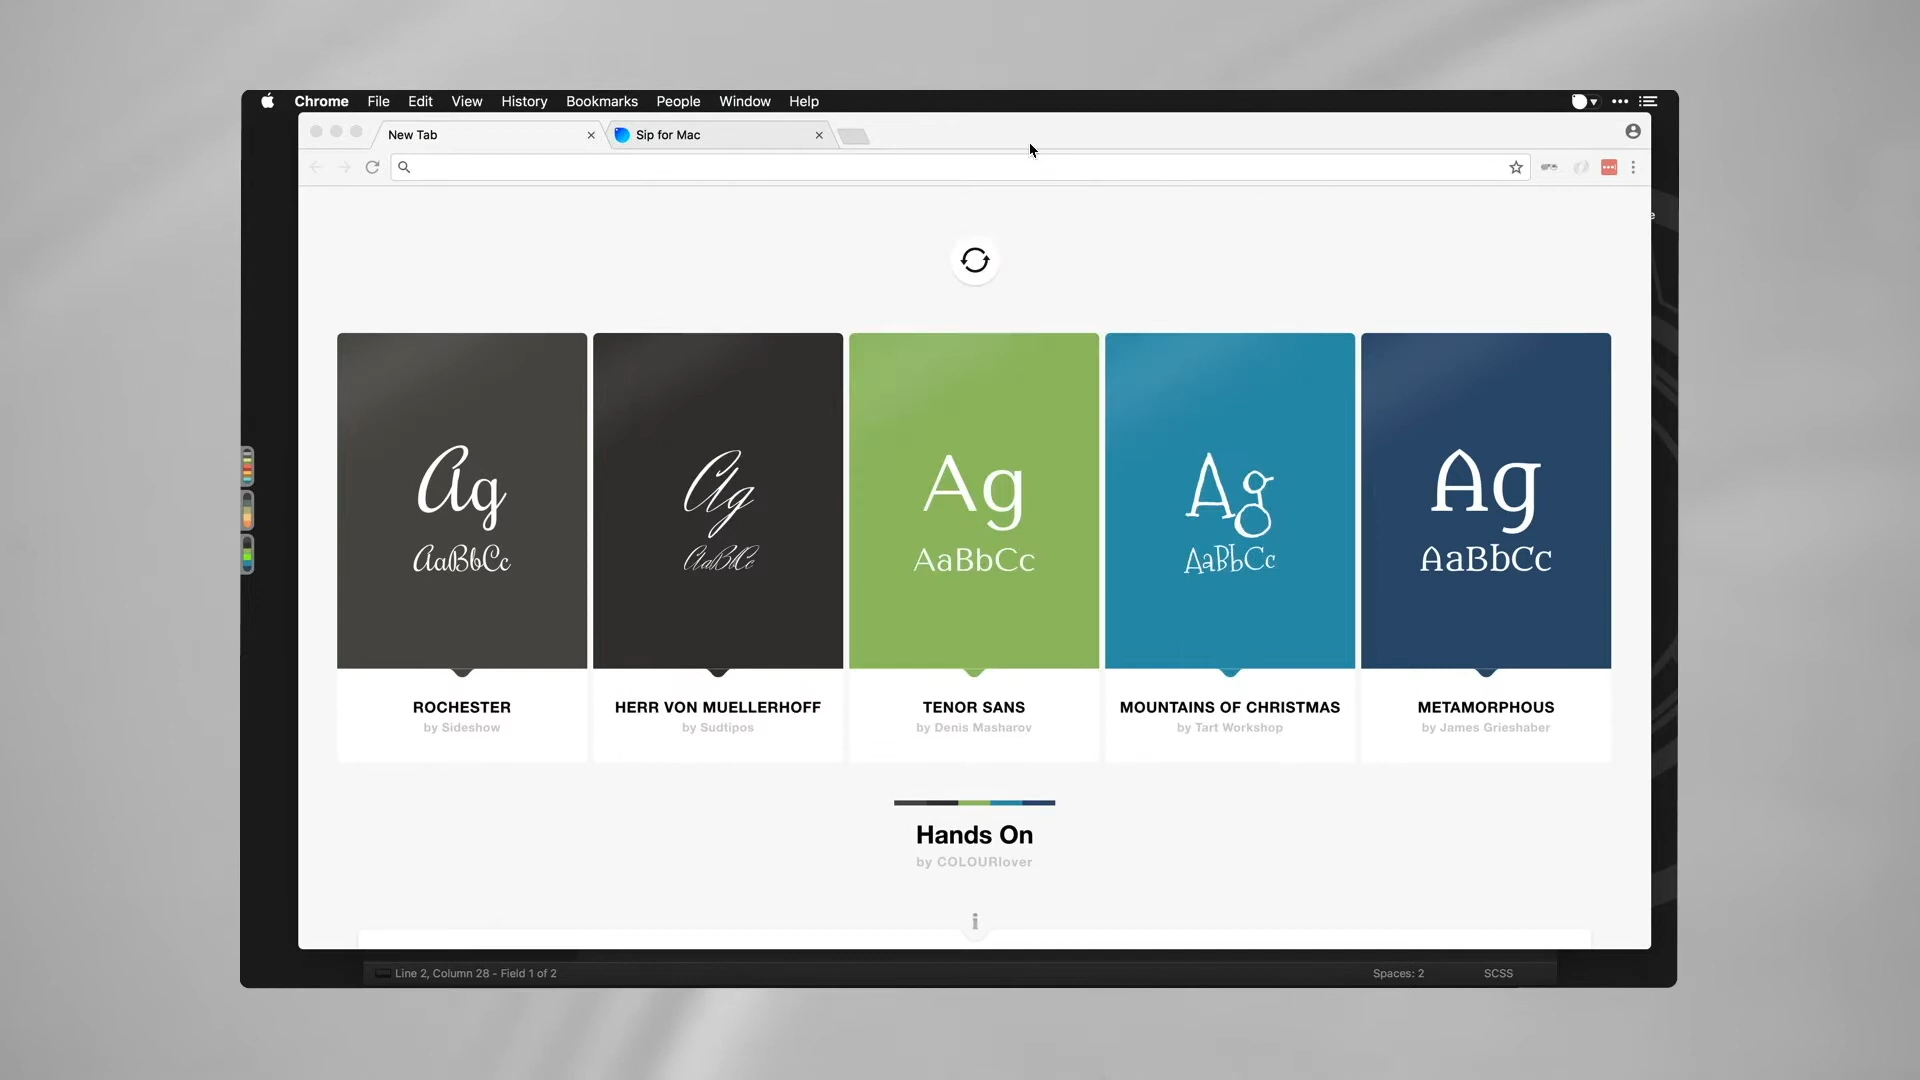 Chrome File Edit View History Bookmarks People Window Help
New Tab
Sip for Mac
Ag
AaBbCc
ROCHESTER
by Sideshow
Ag
AaBbCc
HERR VON MUELLERHOFF
by Sudtipos
Ag
AaBbCc
TENOR SANS
by Denis Masharov
Ag
AaBbCc
MOUNTAINS OF CHRISTMAS
by Tart Workshop
Ag
AaBbCc
METAMORPHOUS
by James Grieshaber
Hands On
by COLOURlover
i
Line 2, Column 28 - Field 1 of 2
Spaces: 2
SCSS